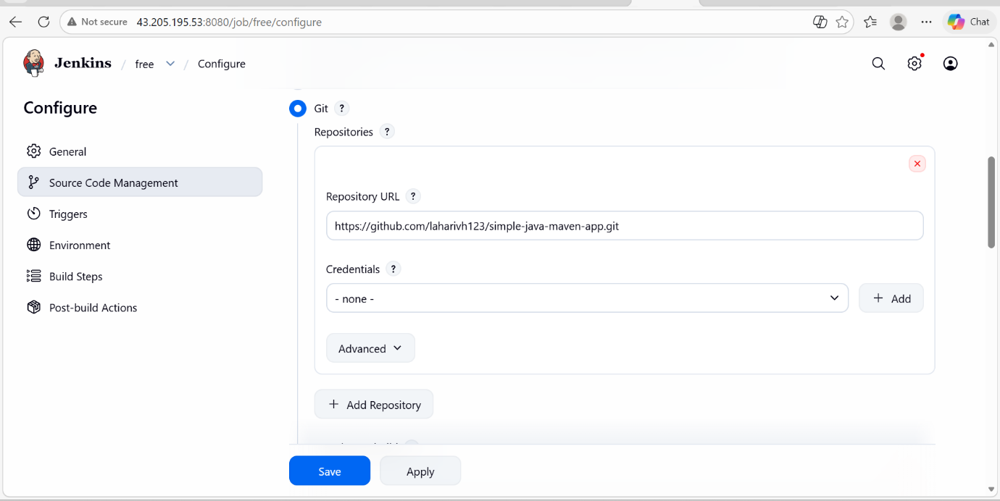 Not secure 43.205.195.53:8080/job/free/configure Chat
Jenkins / free / Configure
Configure
General
Source Code Management
Triggers
Environment
Build Steps
Post-build Actions
Git ?
Repositories ?
Repository URL ?
https://github.com/laharivh123/simple-java-maven-app.git
Credentials ?
- none -
+ Add
Advanced
+ Add Repository
Save
Apply